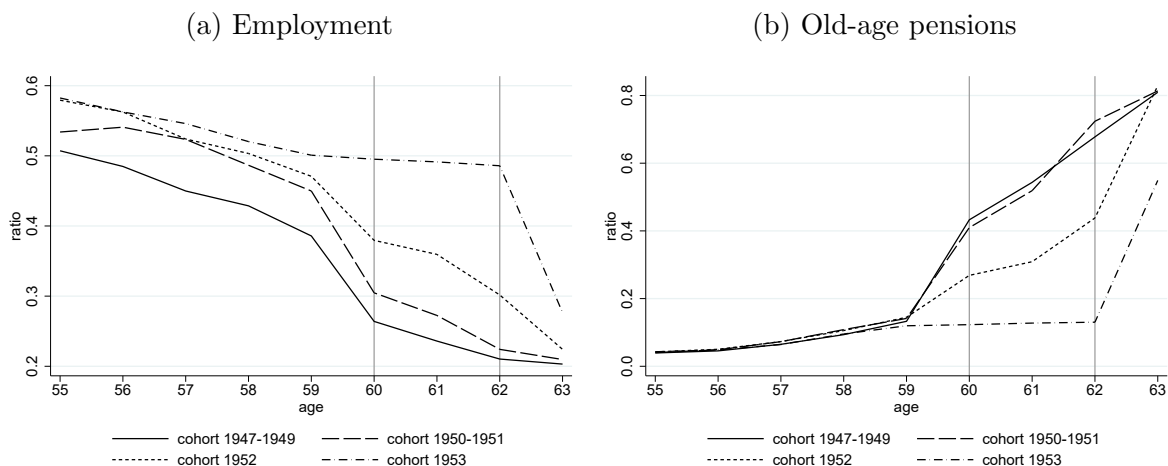 (a) Employment
ratio
0.6
0.5
0.4
0.3
0.2
55 56 57 58 59 60 61 62 63
age
cohort 1947-1949 cohort 1950-1951
cohort 1952 cohort 1953
(b) Old-age pensions
ratio
0.8
0.6
0.4
0.2
0.0
55 56 57 58 59 60 61 62 63
age
cohort 1947-1949 cohort 1950-1951
cohort 1952 cohort 1953